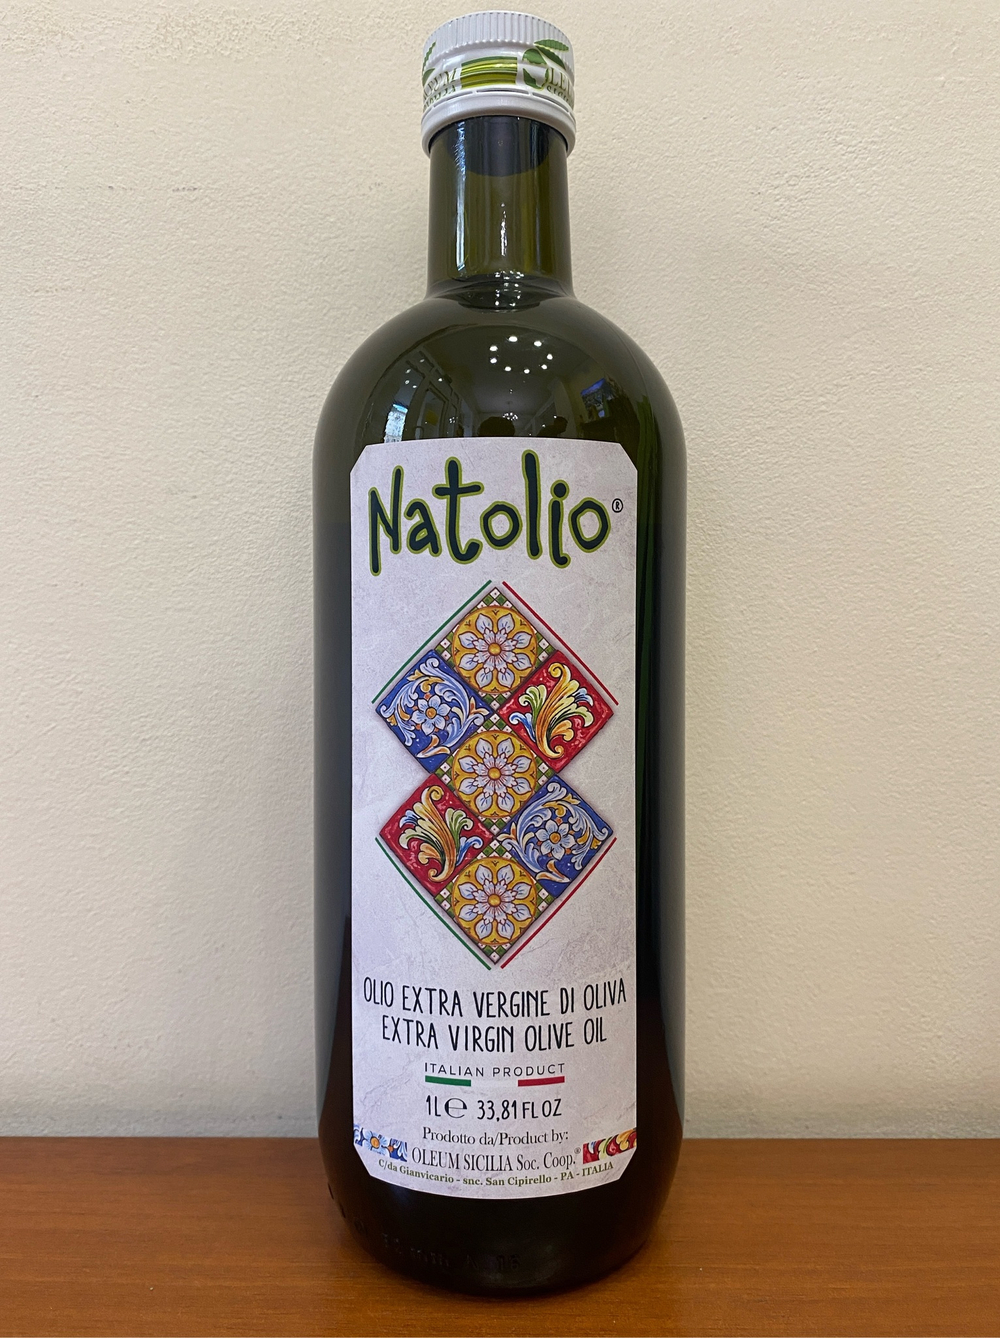 Natolio®
OLIO EXTRA VERGINE DI OLIVA
EXTRA VIRGIN OLIVE OIL
ITALIAN PRODUCT
1L℮ 33,81 FL OZ
Prodotto da/Product by:
OLEUM SICILIA Soc. Coop.®
C/da Gianvicario - snc. San Cipirello - PA - ITALIA